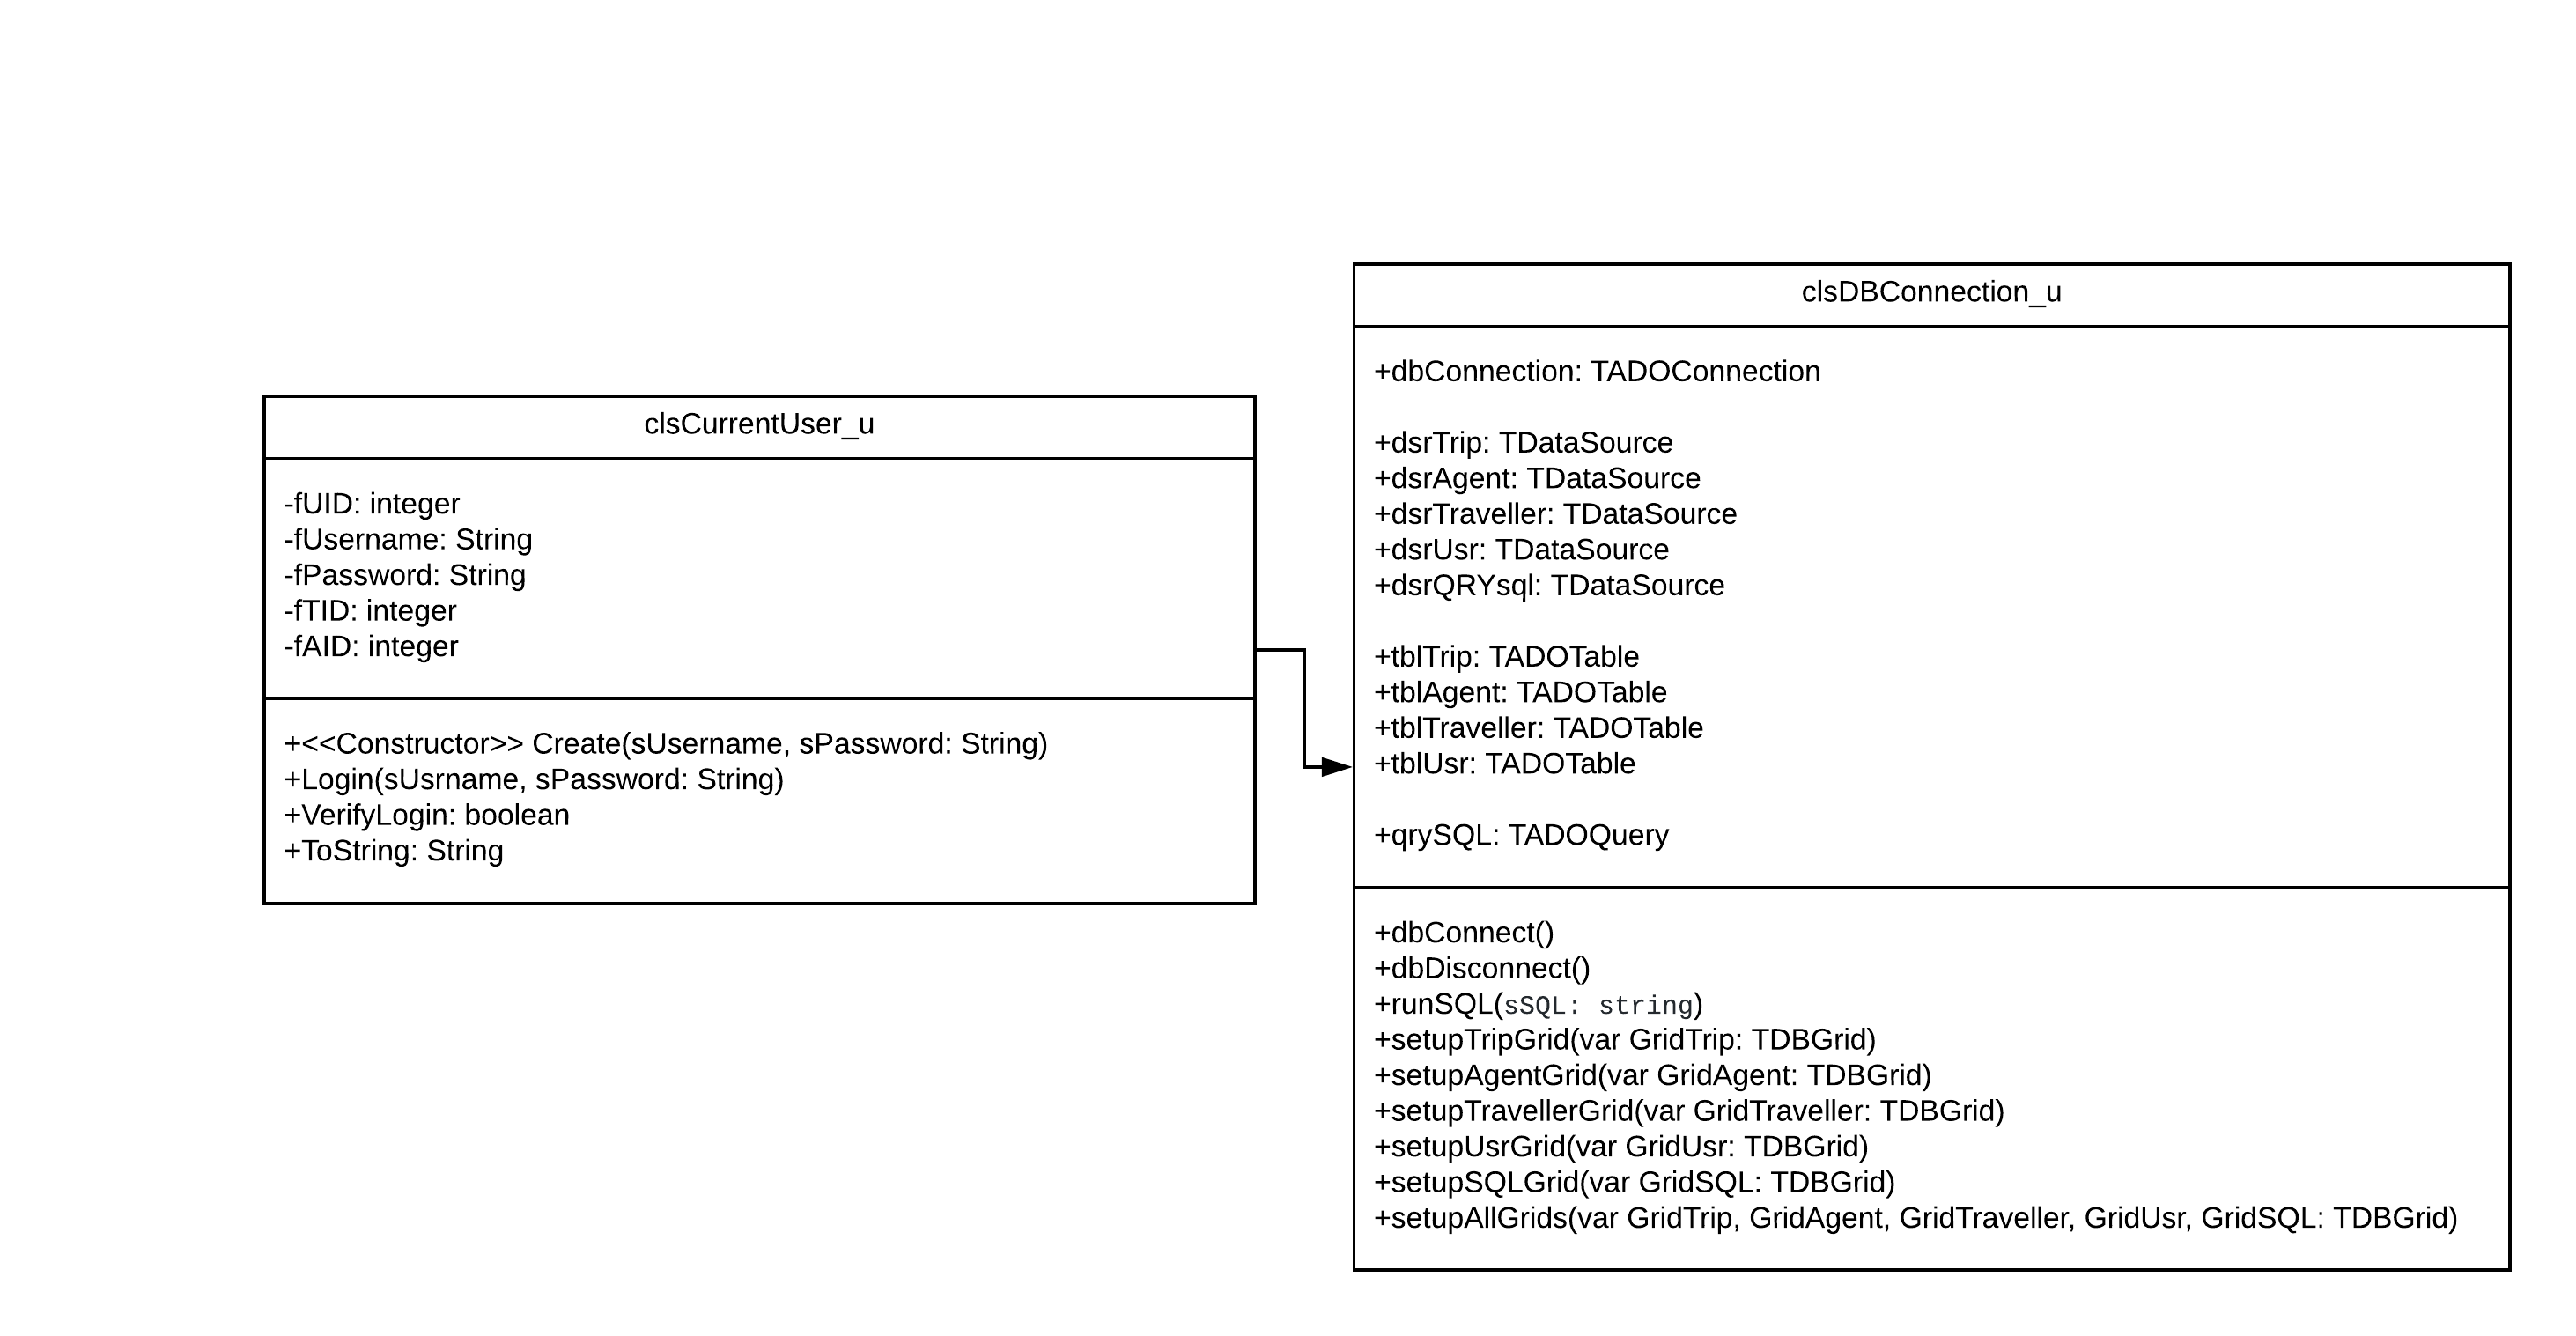 clsCurrentUser_u
-fUID: integer
-fUsername: String
-fPassword: String
-fTID: integer
-fAID: integer
+<<Constructor>> Create(sUsername, sPassword: String)
+Login(sUsrname, sPassword: String)
+VerifyLogin: boolean
+ToString: String
clsDBConnection_u
+dbConnection: TADOConnection
+dsrTrip: TDataSource
+dsrAgent: TDataSource
+dsrTraveller: TDataSource
+dsrUsr: TDataSource
+dsrQRYsql: TDataSource
+tblTrip: TADOTable
+tblAgent: TADOTable
+tblTraveller: TADOTable
+tblUsr: TADOTable
+qrySQL: TADOQuery
+dbConnect()
+dbDisconnect()
+runSQL(sSQL: string)
+setupTripGrid(var GridTrip: TDBGrid)
+setupAgentGrid(var GridAgent: TDBGrid)
+setupTravellerGrid(var GridTraveller: TDBGrid)
+setupUsrGrid(var GridUsr: TDBGrid)
+setupSQLGrid(var GridSQL: TDBGrid)
+setupAllGrids(var GridTrip, GridAgent, GridTraveller, GridUsr, GridSQL: TDBGrid)